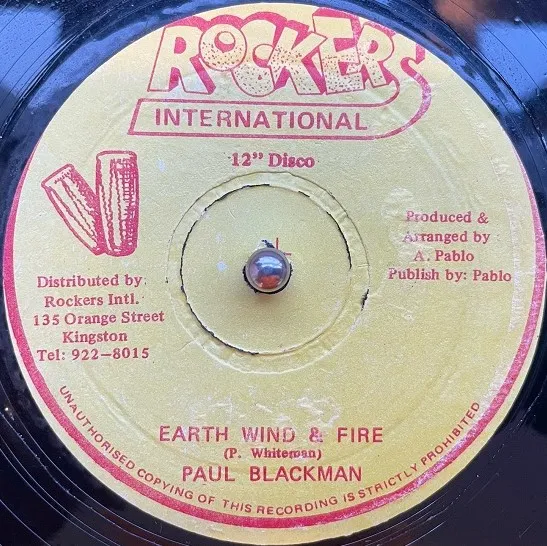 ROCKERS
INTERNATIONAL
12” Disco
Produced &
Arranged by
A. Pablo
Publish by: Pablo
Distributed by
Rockers Intl.
135 Orange Street
Kingston
Tel: 922–8015
EARTH WIND & FIRE
(P. Whiteman)
PAUL BLACKMAN
UNAUTHORISED COPYING OF THIS RECORDING IS STRICTLY PROHIBITED